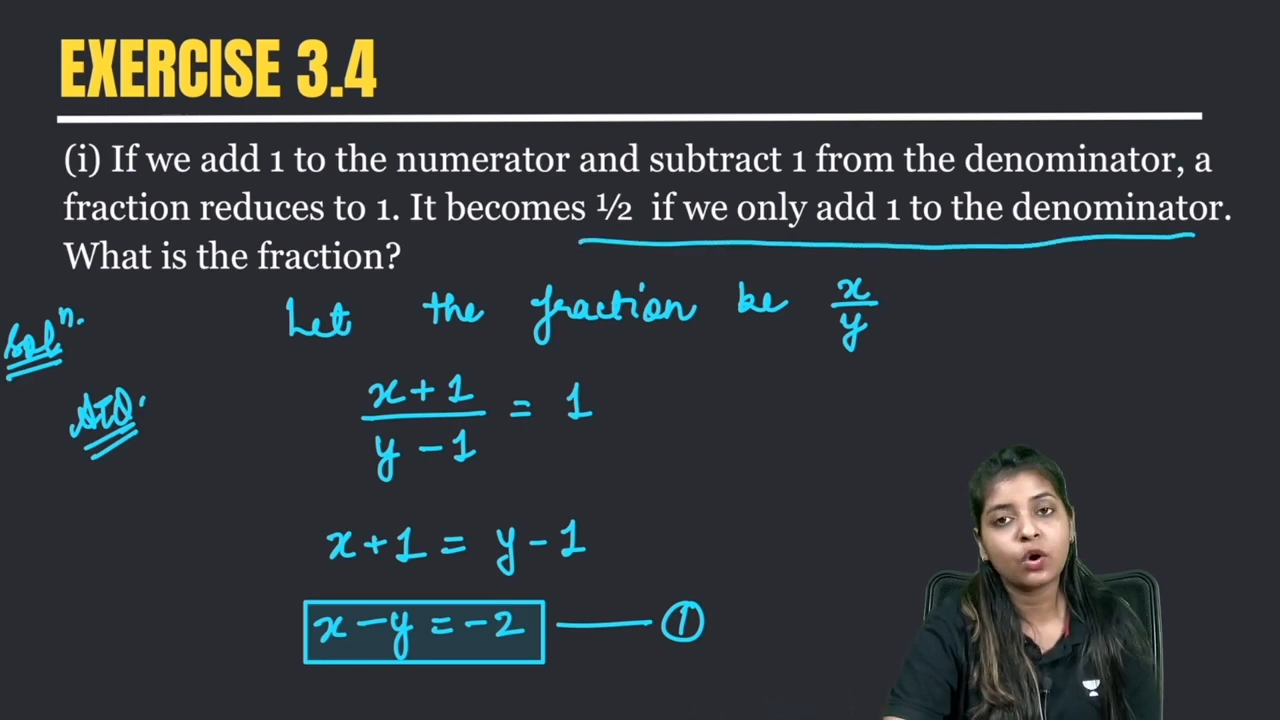 EXERCISE 3.4
(i) If we add 1 to the numerator and subtract 1 from the denominator, a
fraction reduces to 1. It becomes ½ if we only add 1 to the denominator.
What is the fraction?
Solⁿ.
Let the fraction be x/y
ATQ.
x+1
y-1
= 1
x+1 = y-1
x-y = -2 —— ①